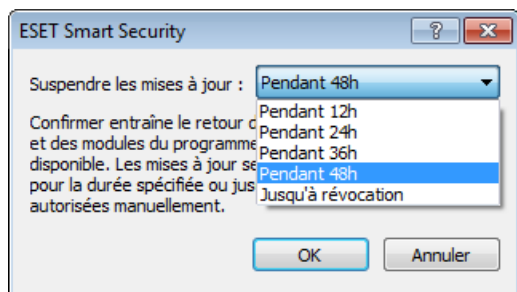 ESET Smart Security
Suspendre les mises à jour : Pendant 48h
Pendant 12h
Pendant 24h
Pendant 36h
Pendant 48h
Jusqu'à révocation
Confirmer entraîne le retour
et des modules du programme
disponible. Les mises à jour
pour la durée spécifiée ou
autorisées manuellement.
OK Annuler